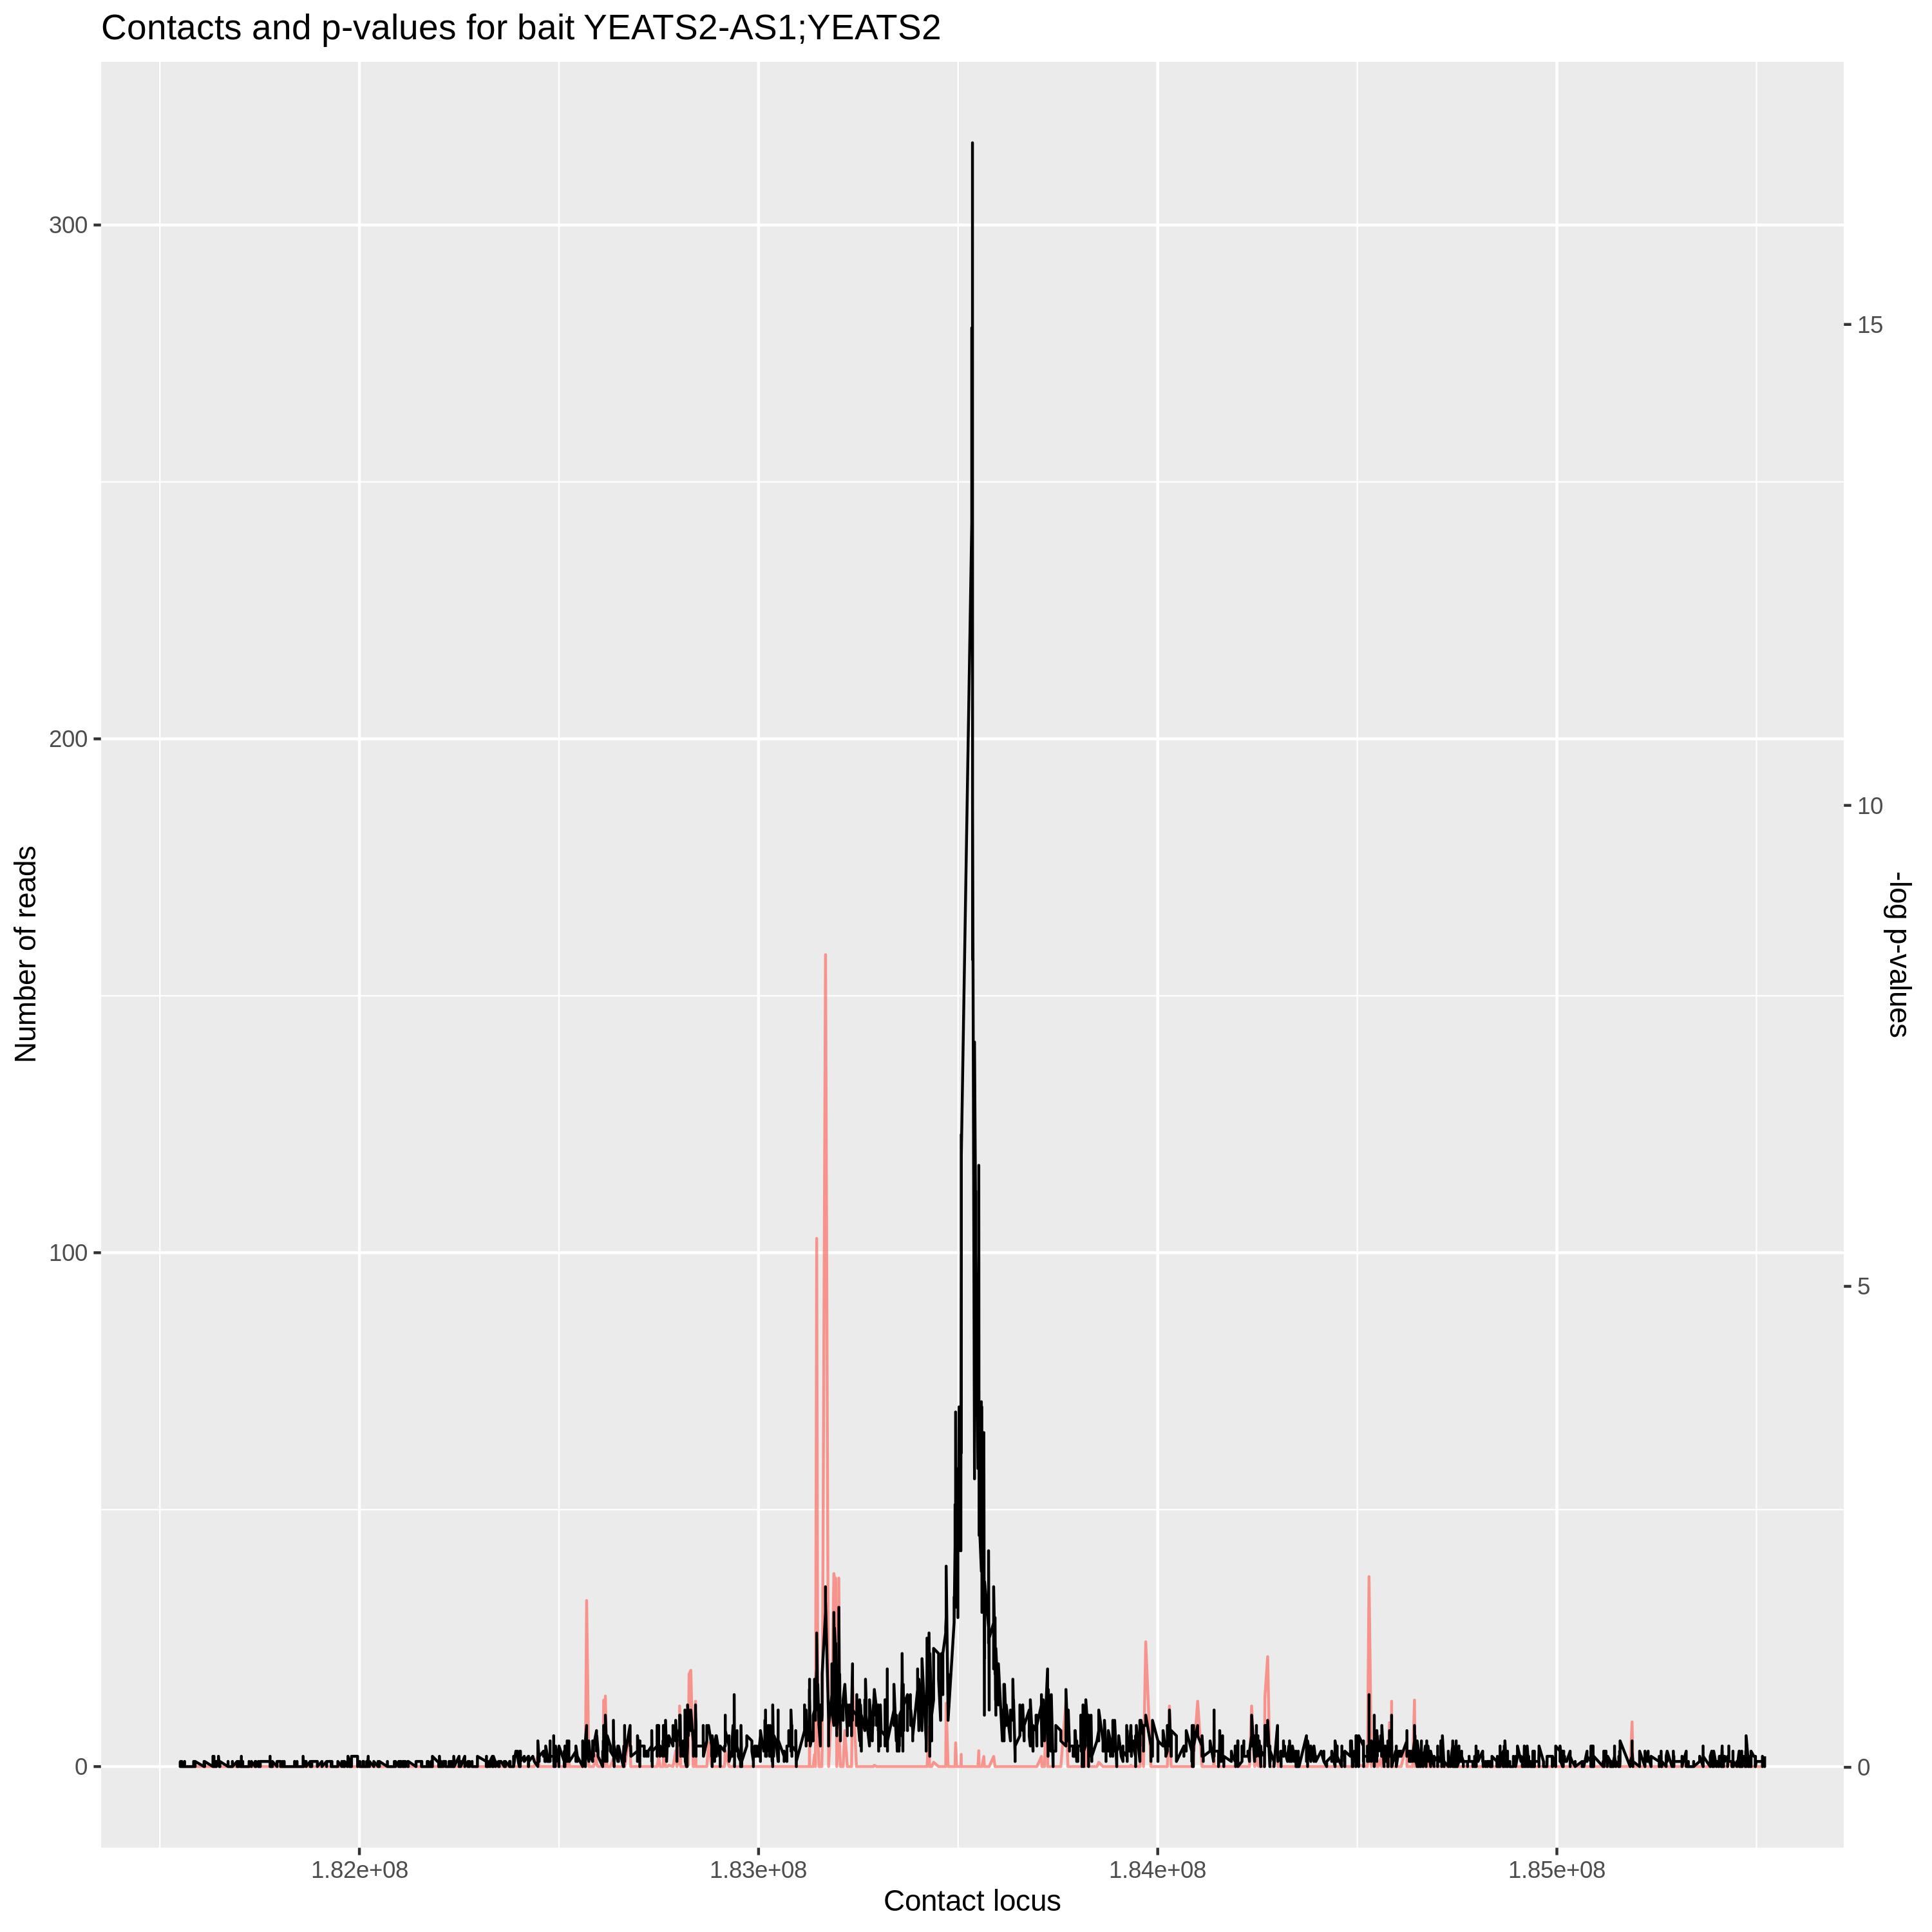 Contacts and p-values for bait YEATS2-AS1;YEATS2
300
200
100
0
Number of reads
15
10
5
0
-log p-values
1.82e+08 1.83e+08 1.84e+08 1.85e+08
Contact locus